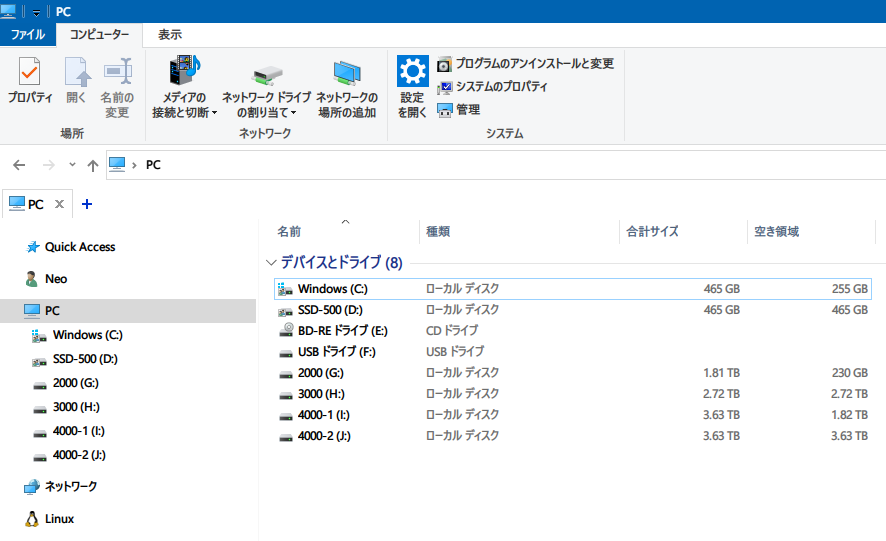 PC
ファイル コンピューター 表示
プロパティ 開く 名前の変更
場所
メディアの接続と切断 ネットワーク ドライブの割り当て ネットワークの場所の追加
ネットワーク
設定を開く
プログラムのアンインストールと変更
システムのプロパティ
管理
システム
PC
PC
Quick Access
Neo
PC
Windows (C:)
SSD-500 (D:)
2000 (G:)
3000 (H:)
4000-1 (I:)
4000-2 (J:)
ネットワーク
Linux
名前 種類 合計サイズ 空き領域
デバイスとドライブ (8)
Windows (C:) ローカル ディスク 465 GB 255 GB
SSD-500 (D:) ローカル ディスク 465 GB 465 GB
BD-RE ドライブ (E:) CD ドライブ
USB ドライブ (F:) USB ドライブ
2000 (G:) ローカル ディスク 1.81 TB 230 GB
3000 (H:) ローカル ディスク 2.72 TB 2.72 TB
4000-1 (I:) ローカル ディスク 3.63 TB 1.82 TB
4000-2 (J:) ローカル ディスク 3.63 TB 3.63 TB